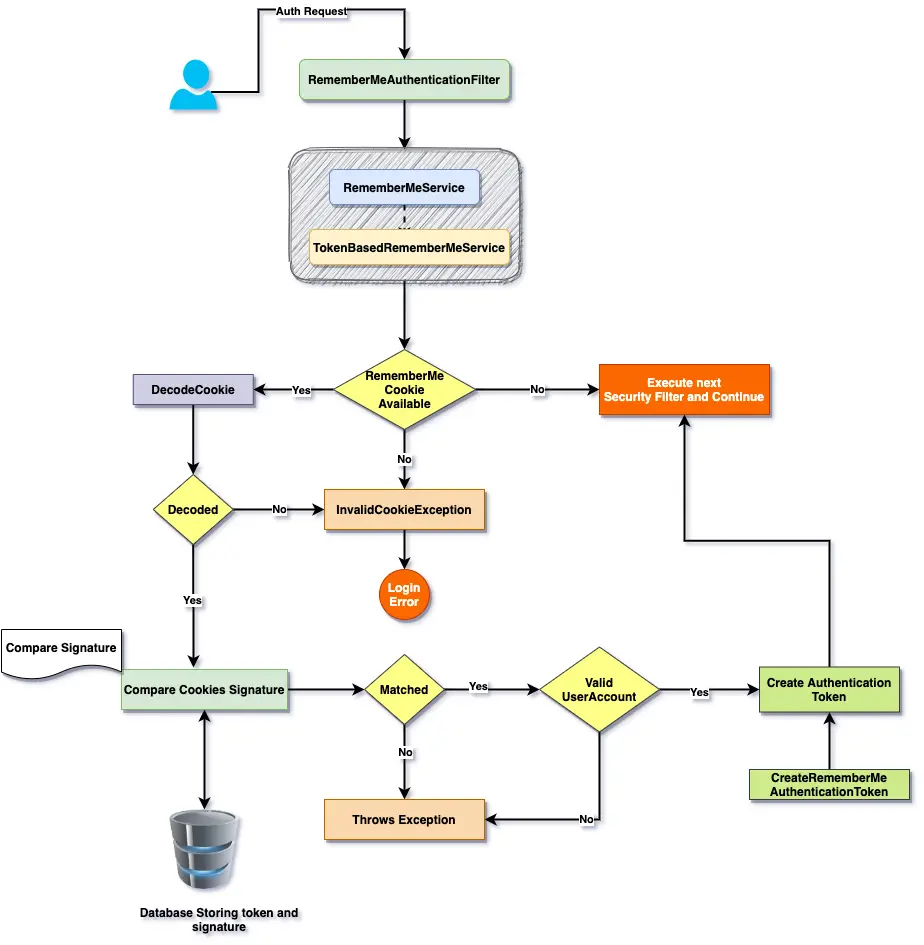 Auth Request
RememberMeAuthenticationFilter
RememberMeService
TokenBasedRememberMeService
RememberMe
Cookie
Available
Yes
No
DecodeCookie
Execute next
Security Filter and Continue
No
Decoded
No
InvalidCookieException
Login
Error
Yes
Compare Signature
Compare Cookies Signature
Matched
Yes
Valid
UserAccount
Yes
Create Authentication
Token
No
CreateRememberMe
AuthenticationToken
Throws Exception
No
Database Storing token and
signature